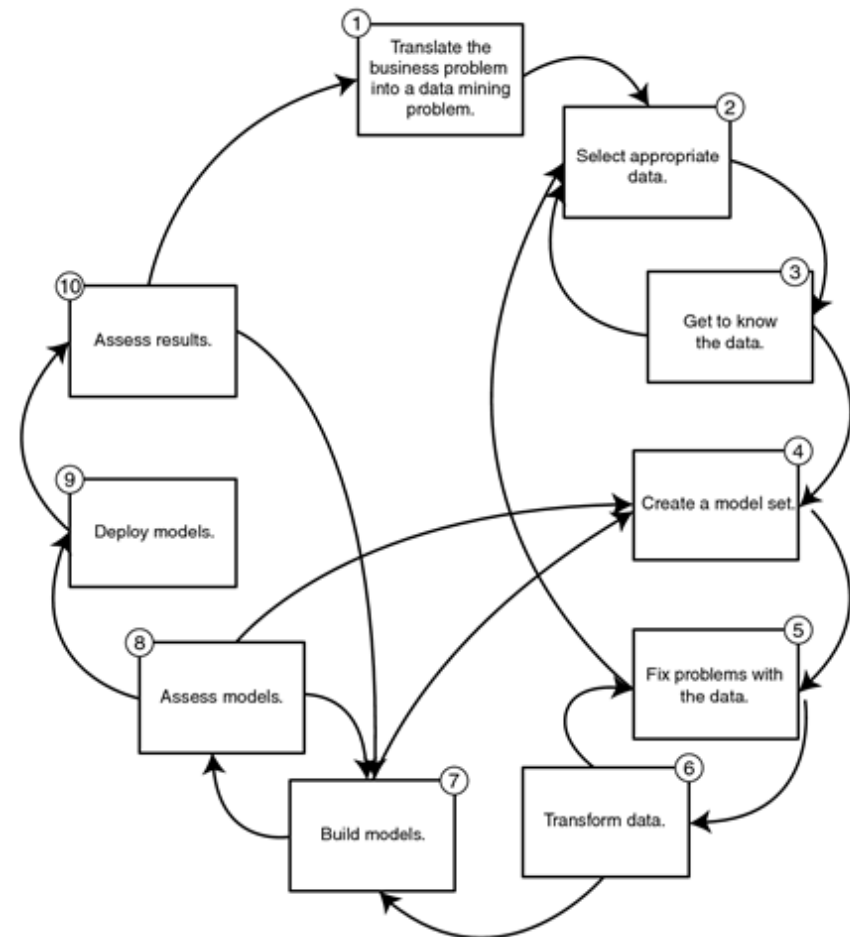 1
Translate the
business problem
into a data mining
problem.
2
Select appropriate
data.
3
Get to know
the data.
4
Create a model set.
5
Fix problems with
the data.
6
Transform data.
7
Build models.
8
Assess models.
9
Deploy models.
10
Assess results.